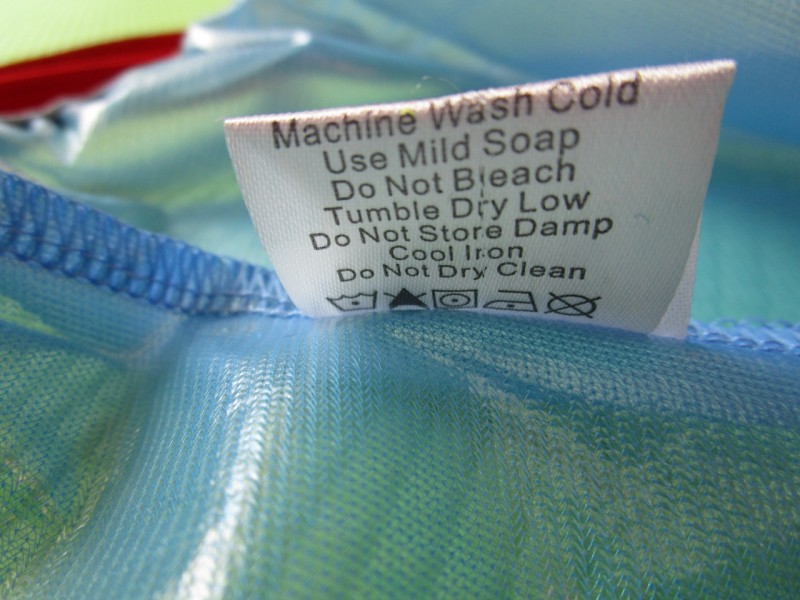 Machine Wash Cold
Use Mild Soap
Do Not Bleach
Tumble Dry Low
Do Not Store Damp
Cool Iron
Do Not Dry Clean